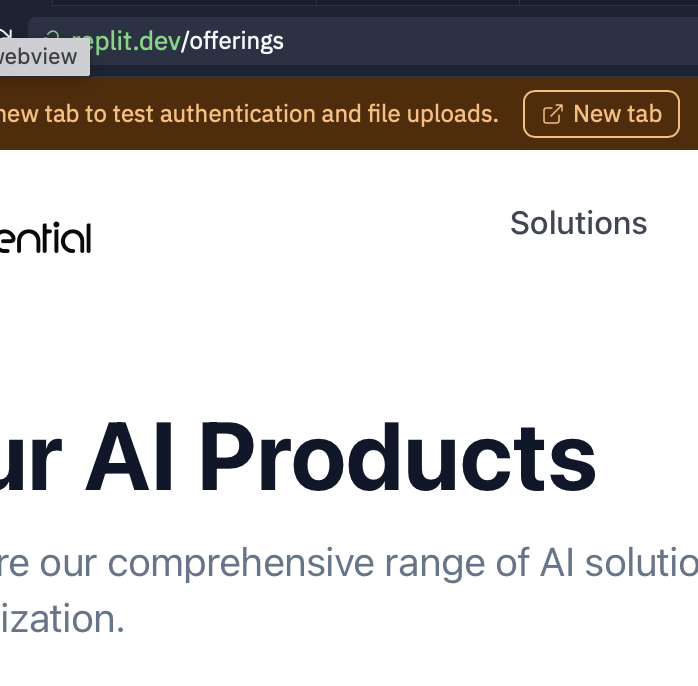 replit.dev/offerings
webview
new tab to test authentication and file uploads. New tab
ential Solutions
ur AI Products
re our comprehensive range of AI solutio
ization.